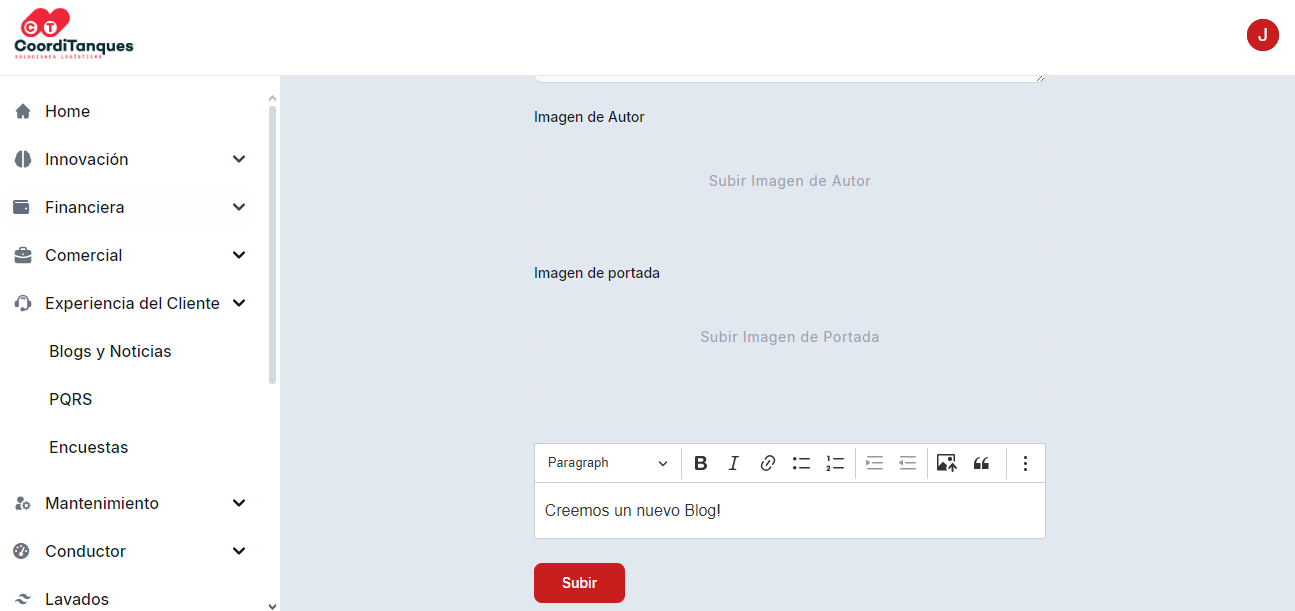 CT
CoordiTanques
SOLUCIONES LOGÍSTICAS
J
Home
Innovación
Financiera
Comercial
Experiencia del Cliente
Blogs y Noticias
PQRS
Encuestas
Mantenimiento
Conductor
Lavados
Imagen de Autor
Subir Imagen de Autor
Imagen de portada
Subir Imagen de Portada
Paragraph
Creemos un nuevo Blog!
Subir